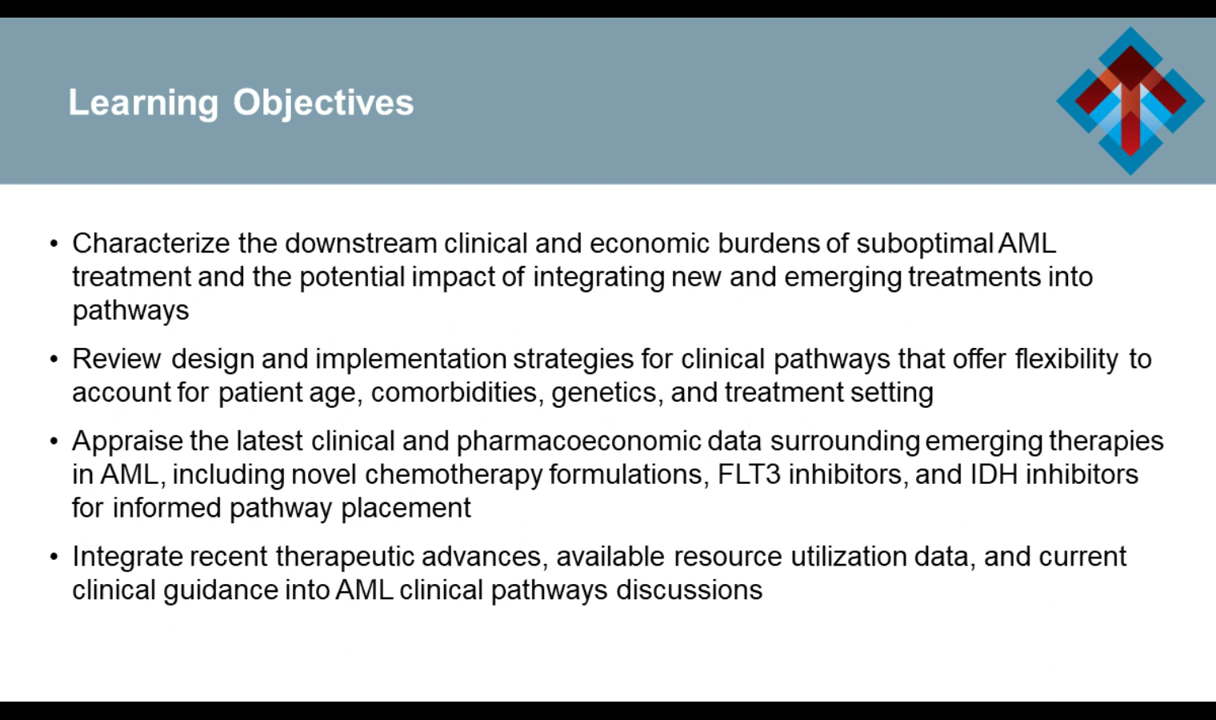 Learning Objectives
• Characterize the downstream clinical and economic burdens of suboptimal AML
treatment and the potential impact of integrating new and emerging treatments into
pathways
• Review design and implementation strategies for clinical pathways that offer flexibility to
account for patient age, comorbidities, genetics, and treatment setting
• Appraise the latest clinical and pharmacoeconomic data surrounding emerging therapies
in AML, including novel chemotherapy formulations, FLT3 inhibitors, and IDH inhibitors
for informed pathway placement
• Integrate recent therapeutic advances, available resource utilization data, and current
clinical guidance into AML clinical pathways discussions